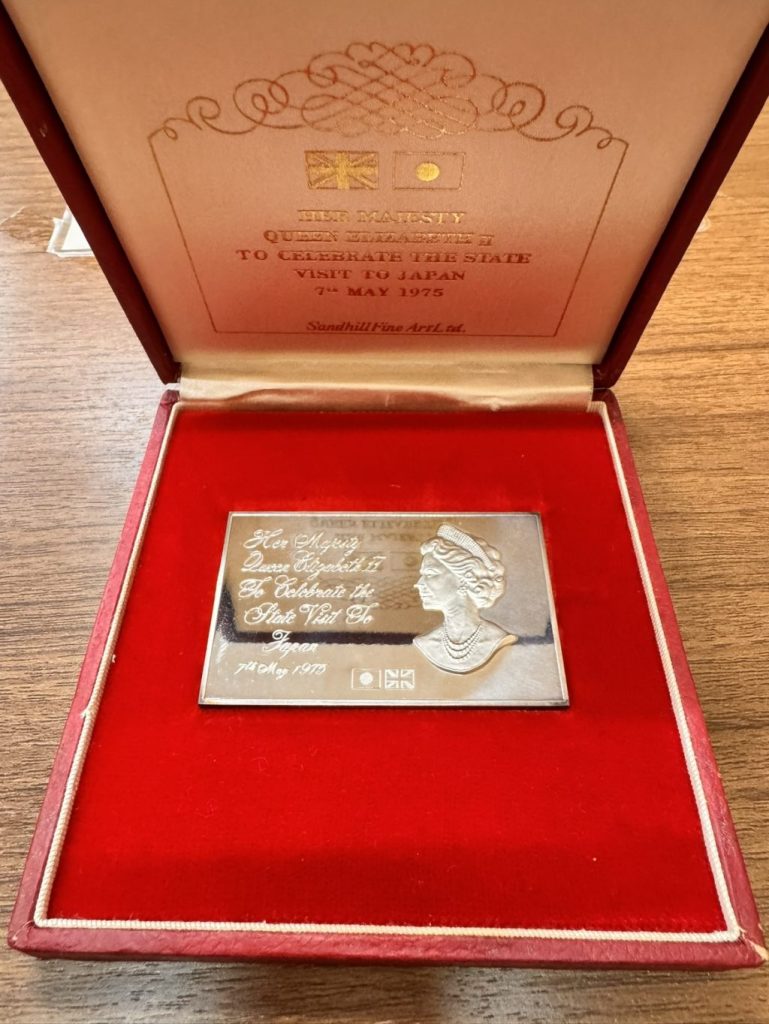 HER MAJESTY
QUEEN ELIZABETH II
TO CELEBRATE THE STATE
VISIT TO JAPAN
7th MAY 1975
Sandhill Fine Art Ltd.
Her Majesty
Queen Elizabeth II
To Celebrate the
State Visit To
Japan
7th May 1975